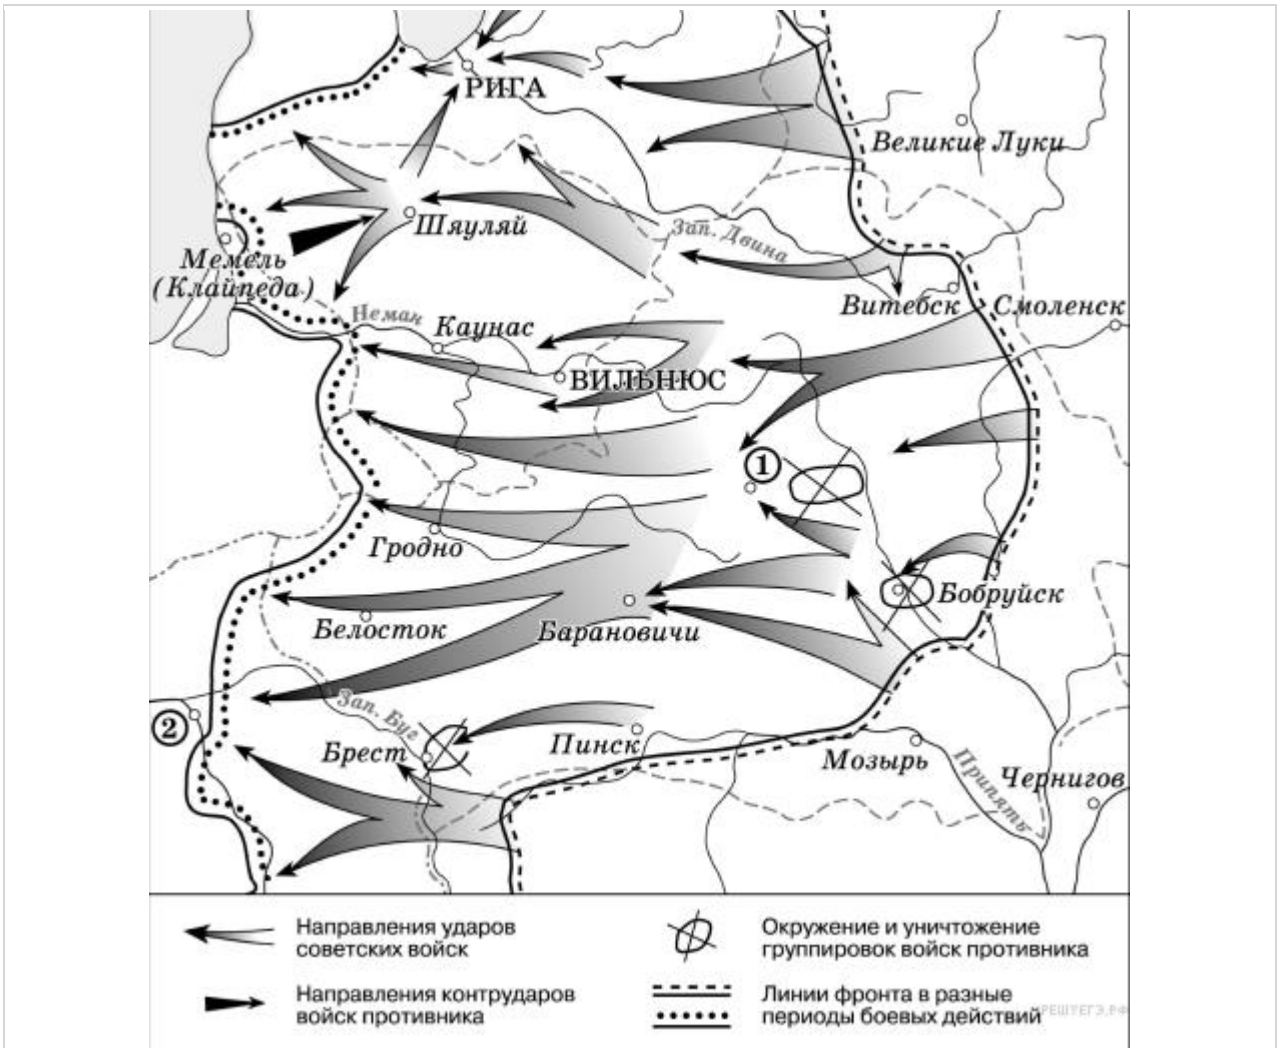 РИГА
Великие Луки
Шяуляй
Зап. Двина
Мемель
(Клайпеда)
Витебск
Смоленск
Неман
Каунас
ВИЛЬНЮС
1
Гродно
Бобруйск
Белосток
Барановичи
Зап. Буг
2
Брест
Пинск
Мозырь
Припять
Чернигов
Направления ударов
советских войск
Окружение и уничтожение
группировок войск противника
Направления контрударов
войск противника
Линии фронта в разные
периоды боевых действий
РЕШУЕГЭ.РФ